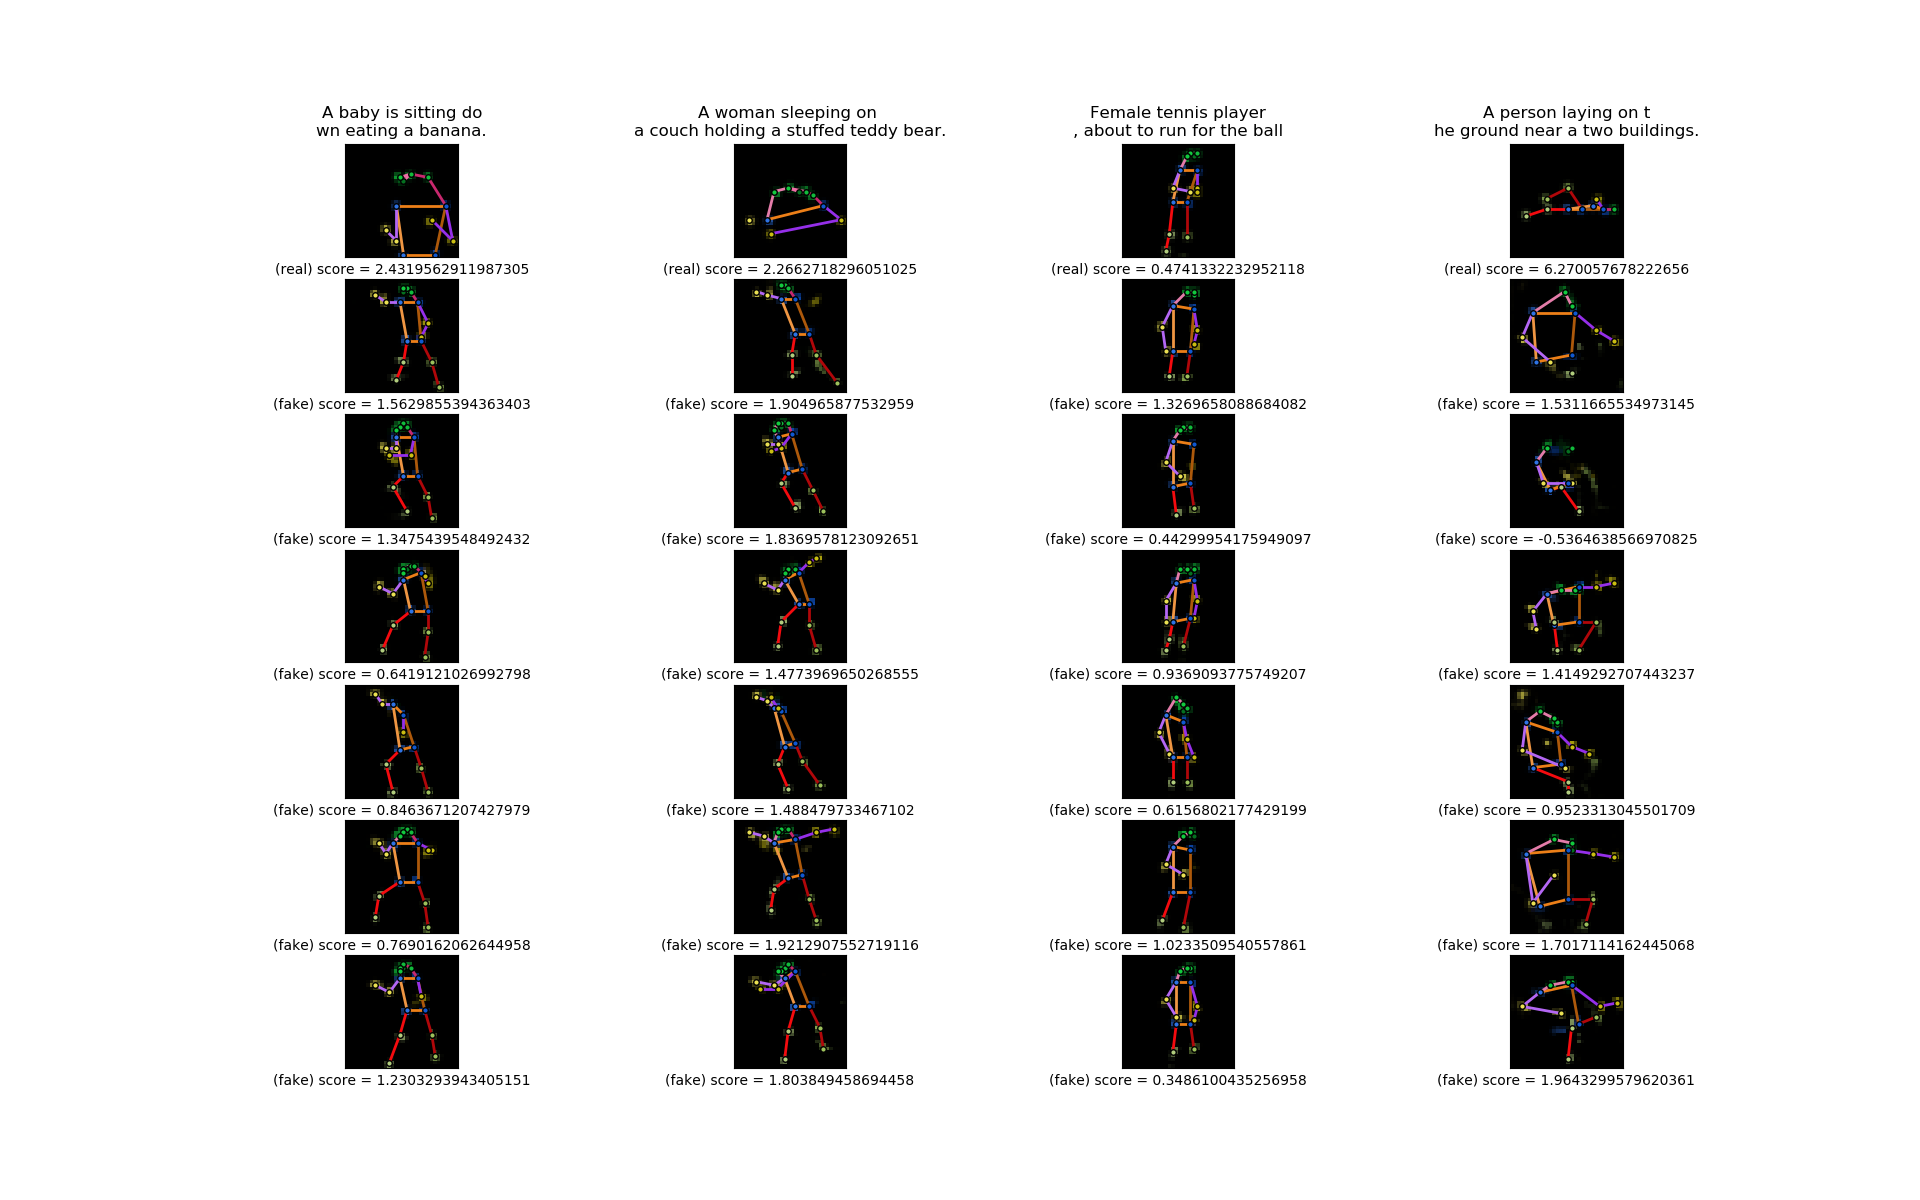 A baby is sitting do
wn eating a banana.
A woman sleeping on
a couch holding a stuffed teddy bear.
Female tennis player
, about to run for the ball
A person laying on t
he ground near a two buildings.
(real) score = 2.4319562911987305
(real) score = 2.2662718296051025
(real) score = 0.4741332232952118
(real) score = 6.270057678222656
(fake) score = 1.5629855394363403
(fake) score = 1.904965877532959
(fake) score = 1.3269658088684082
(fake) score = 1.5311665534973145
(fake) score = 1.3475439548492432
(fake) score = 1.8369578123092651
(fake) score = 0.44299954175949097
(fake) score = -0.5364638566970825
(fake) score = 0.6419121026992798
(fake) score = 1.4773969650268555
(fake) score = 0.9369093775749207
(fake) score = 1.4149292707443237
(fake) score = 0.8463671207427979
(fake) score = 1.488479733467102
(fake) score = 0.6156802177429199
(fake) score = 0.9523313045501709
(fake) score = 0.7690162062644958
(fake) score = 1.9212907552719116
(fake) score = 1.0233509540557861
(fake) score = 1.7017114162445068
(fake) score = 1.2303293943405151
(fake) score = 1.803849458694458
(fake) score = 0.3486100435256958
(fake) score = 1.9643299579620361